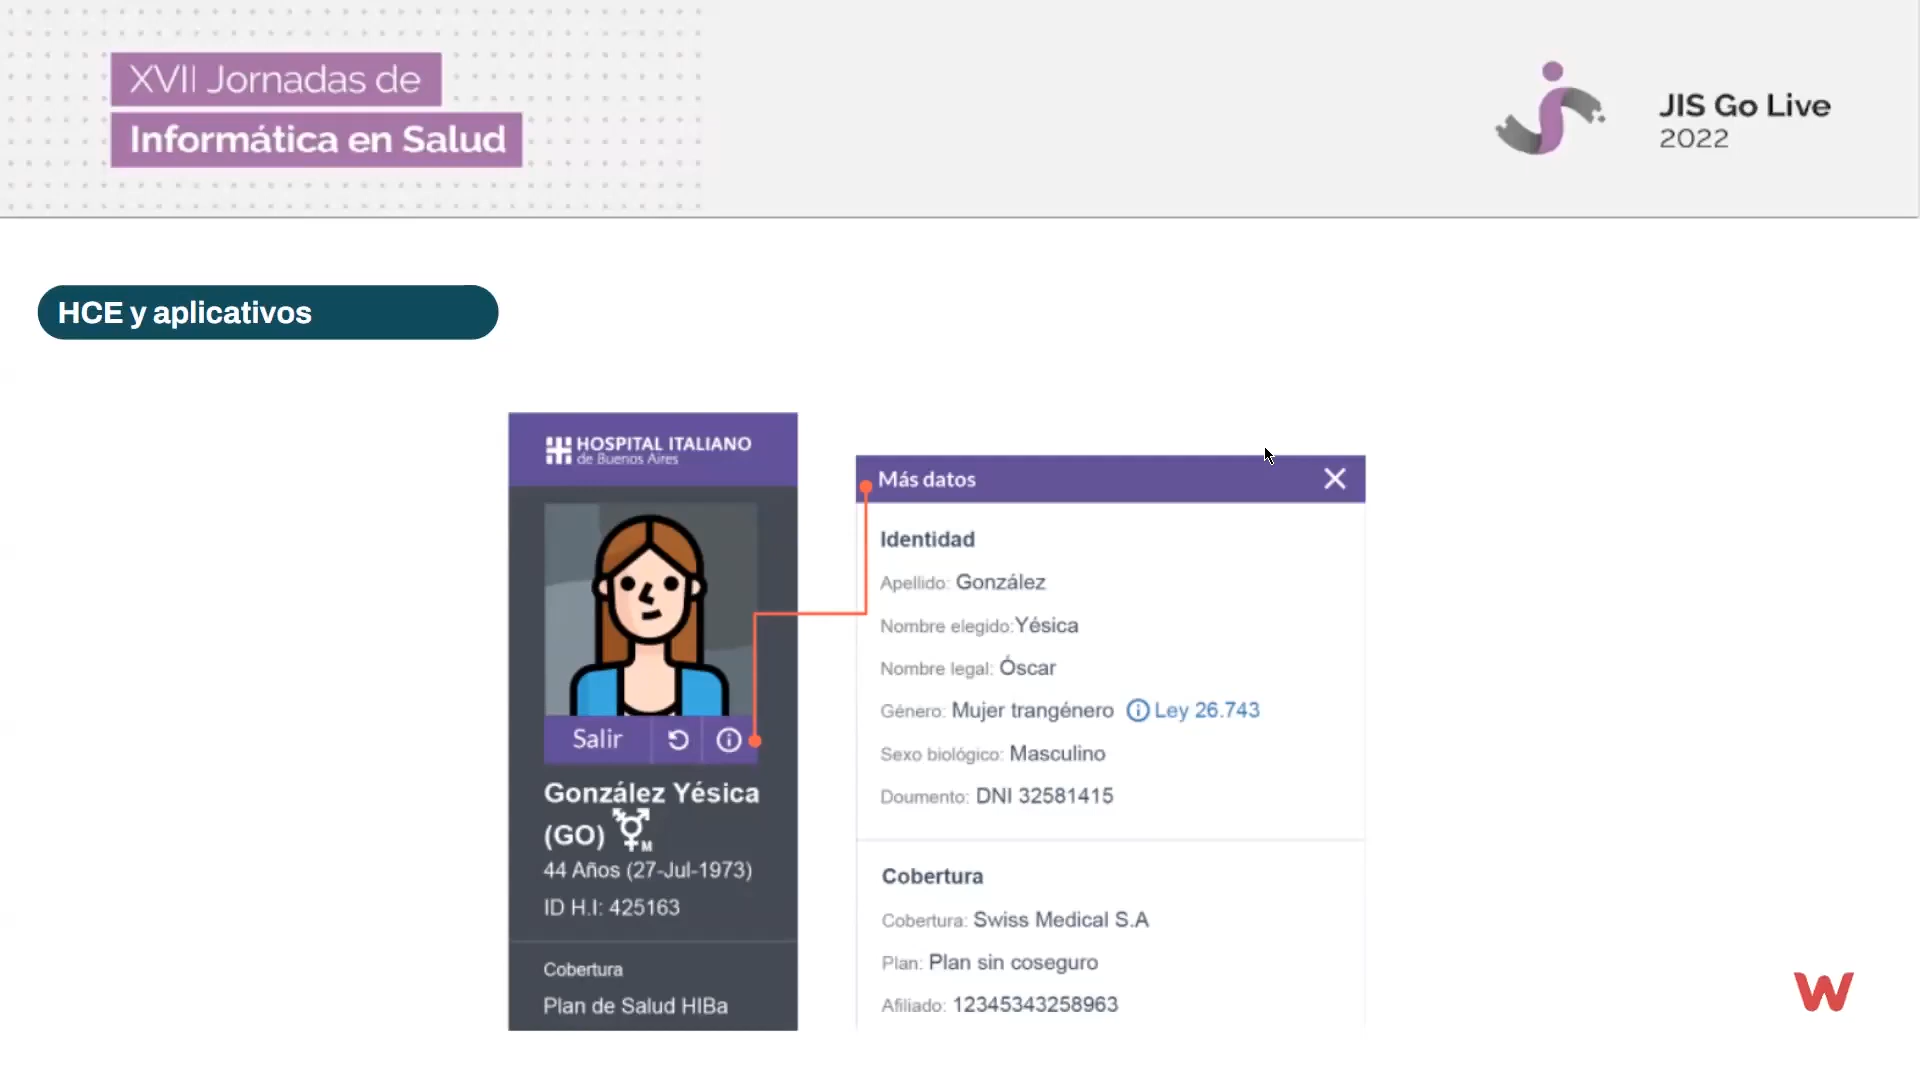 XVII Jornadas de
Informática en Salud
JIS Go Live
2022
HCE y aplicativos
HOSPITAL ITALIANO
de Buenos Aires
Salir
González Yésica
(GO) M
44 Años (27-Jul-1973)
ID H.I: 425163
Cobertura
Plan de Salud HIBa
Más datos
Identidad
Apellido: González
Nombre elegido:Yésica
Nombre legal: Óscar
Género: Mujer trangénero Ley 26.743
Sexo biológico: Masculino
Doumento: DNI 32581415
Cobertura
Cobertura: Swiss Medical S.A
Plan: Plan sin coseguro
Afiliado: 12345343258963
W